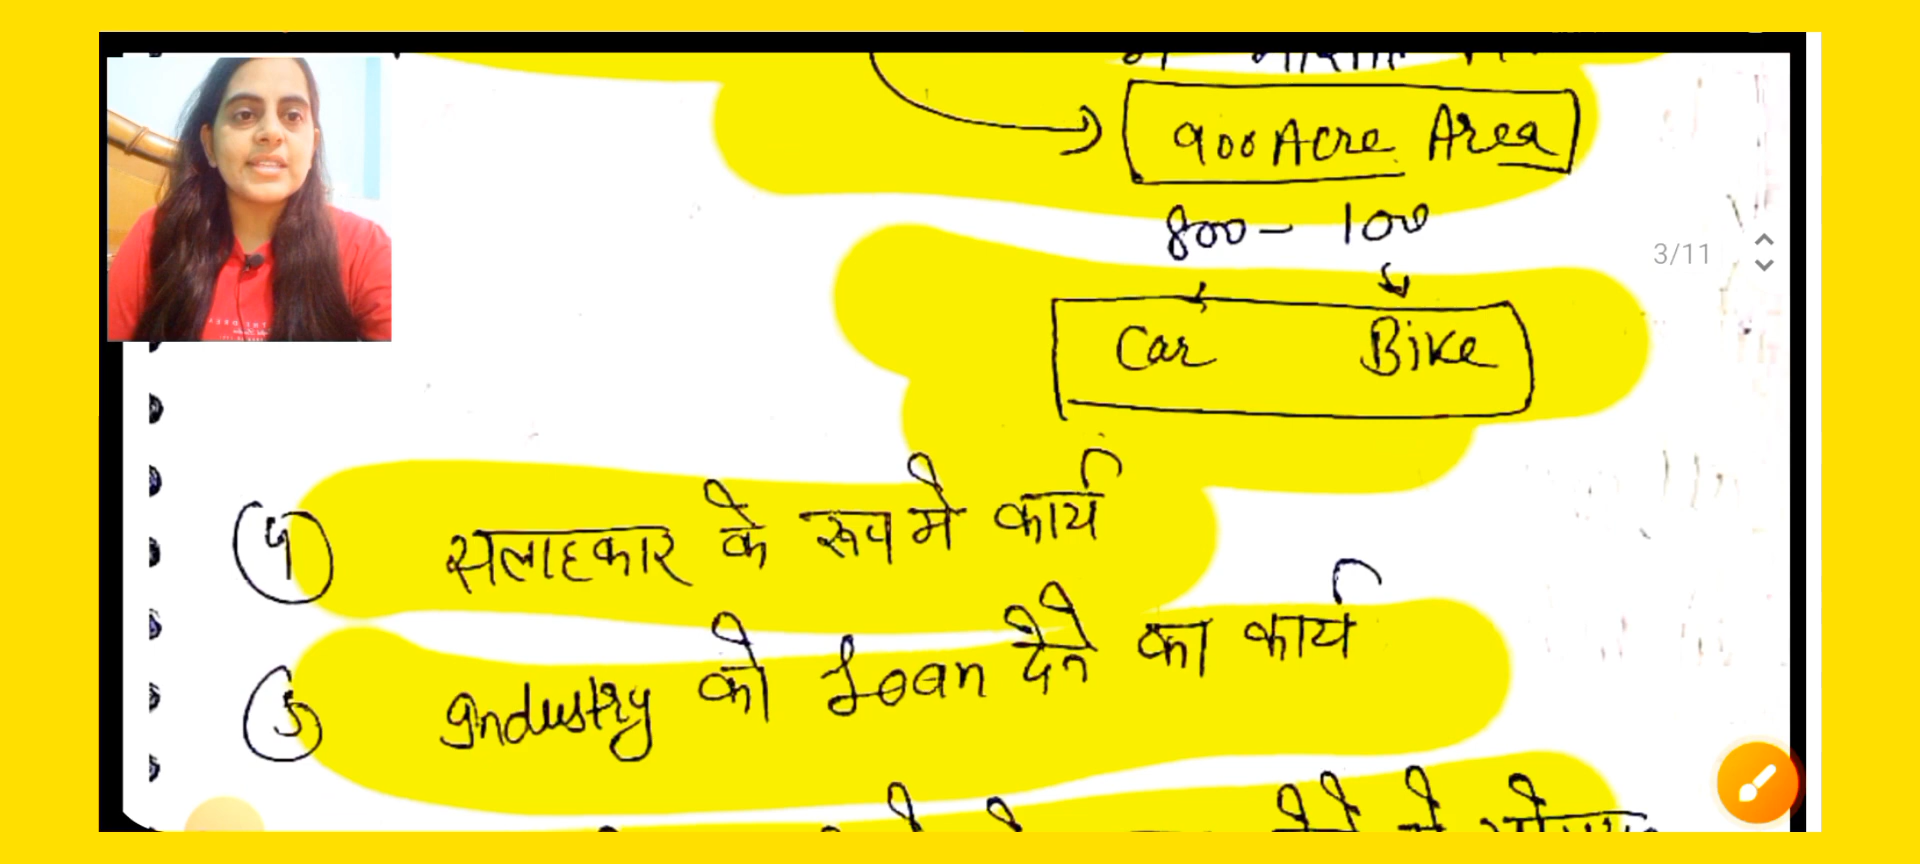 900 Acre Area
800 - 100
3/11
Car Bike
4 सलाहकार के रूप में कार्य
5 Industry को Loan देने का कार्य